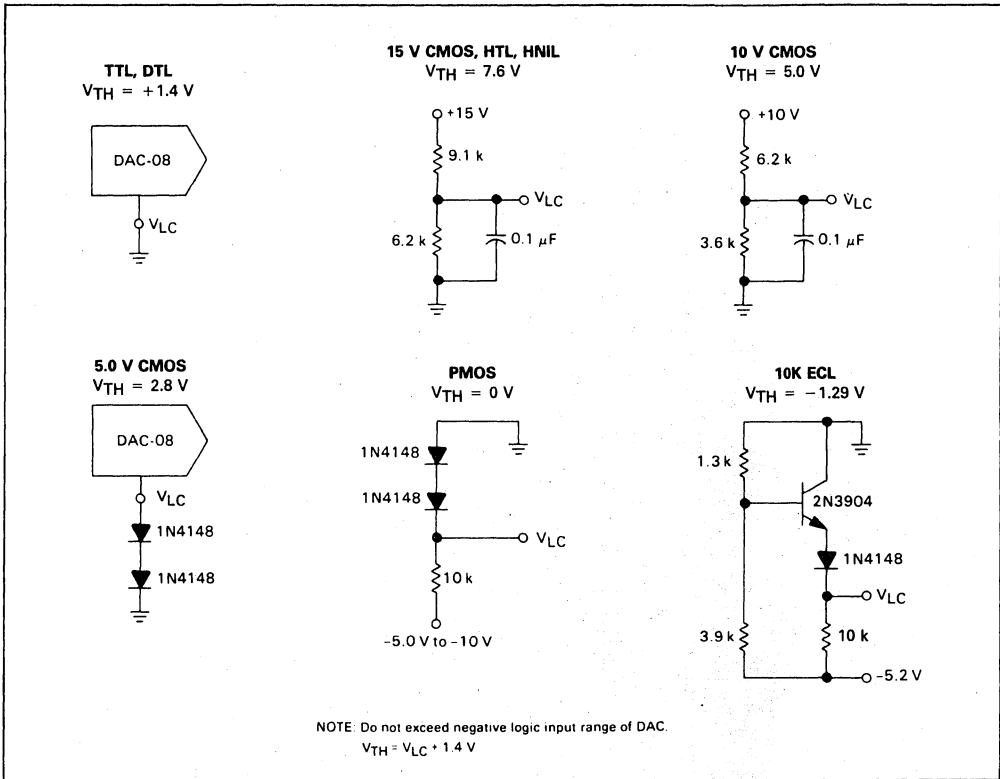 TTL, DTL
VTH = +1.4 V
DAC-08
VLC
15 V CMOS, HTL, HNIL
VTH = 7.6 V
+15 V
9.1 k
VLC
6.2 k
0.1 μF
10 V CMOS
VTH = 5.0 V
+10 V
6.2 k
VLC
3.6 k
0.1 μF
5.0 V CMOS
VTH = 2.8 V
DAC-08
VLC
1N4148
1N4148
PMOS
VTH = 0 V
1N4148
1N4148
VLC
10 k
-5.0 V to -10 V
10K ECL
VTH = -1.29 V
1.3 k
2N3904
1N4148
VLC
3.9 k
10 k
-5.2 V
NOTE: Do not exceed negative logic input range of DAC.
VTH = VLC + 1.4 V